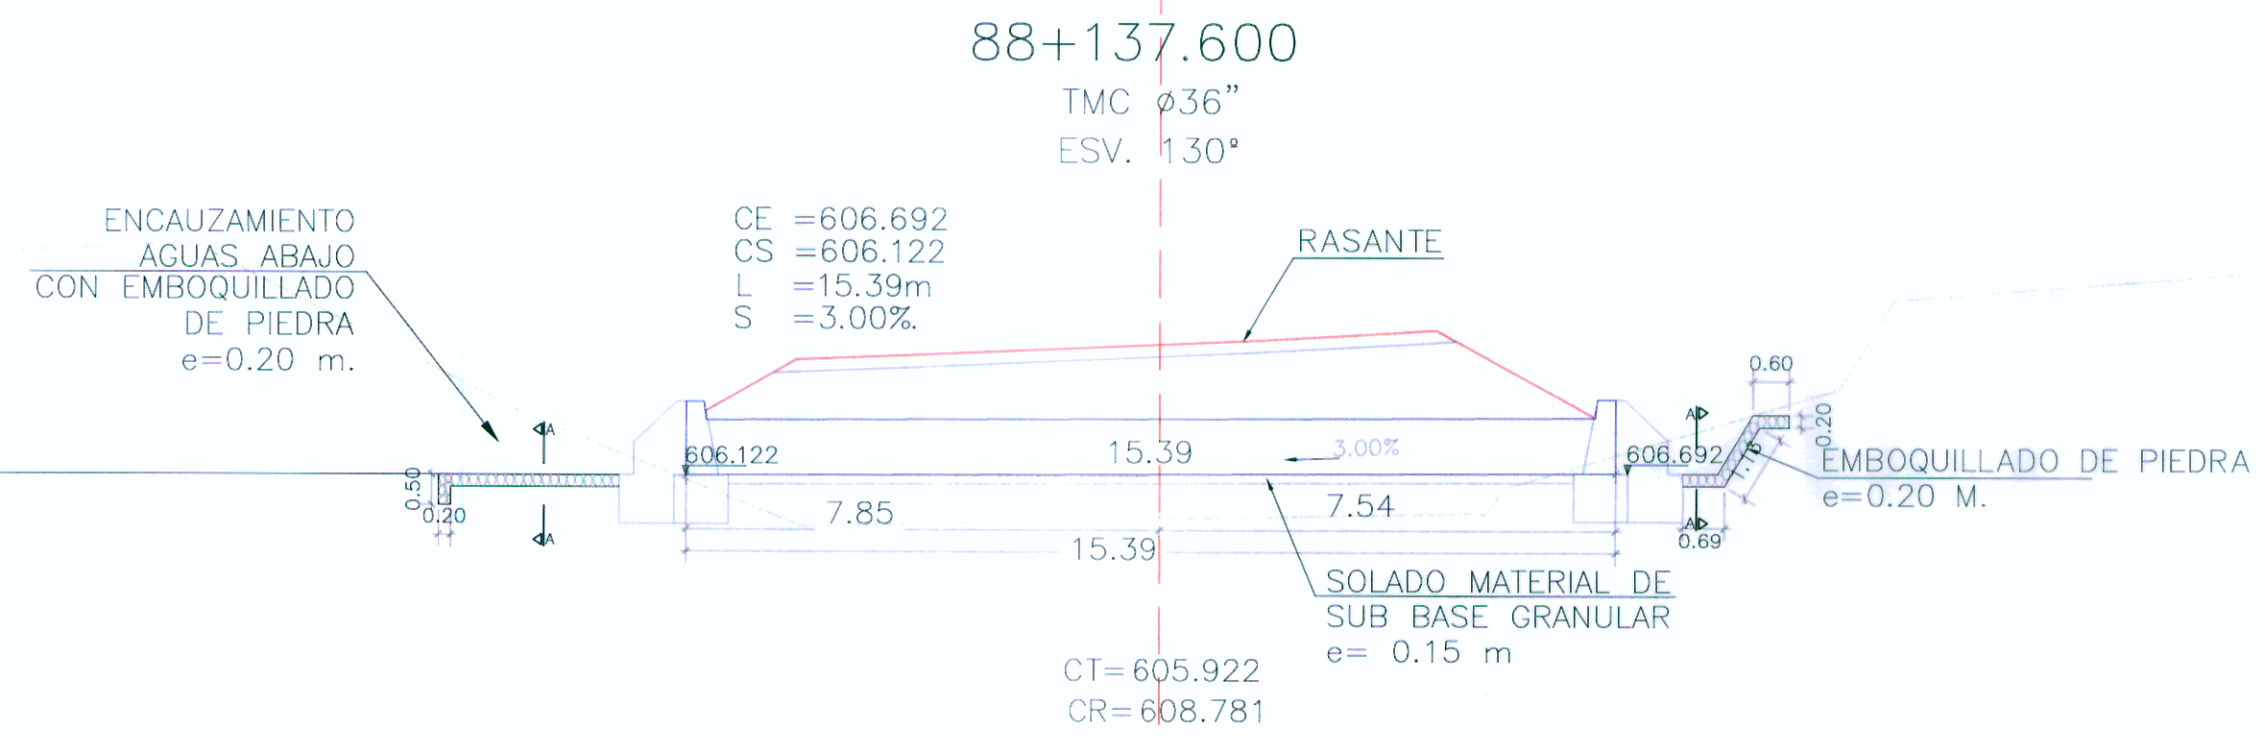 88+137.600
TMC ø36"
ESV. 130º
ENCAUZAMIENTO
AGUAS ABAJO
CON EMBOQUILLADO
DE PIEDRA
e=0.20 m.
CE =606.692
CS =606.122
L =15.39m
S =3.00%.
RASANTE
0.60
0.20
A
A
606.122
15.39
3.00%
606.692
EMBOQUILLADO DE PIEDRA
e=0.20 M.
0.50
0.20
A
7.85
7.54
A
0.69
15.39
SOLADO MATERIAL DE
SUB BASE GRANULAR
e= 0.15 m
CT=605.922
CR=608.781